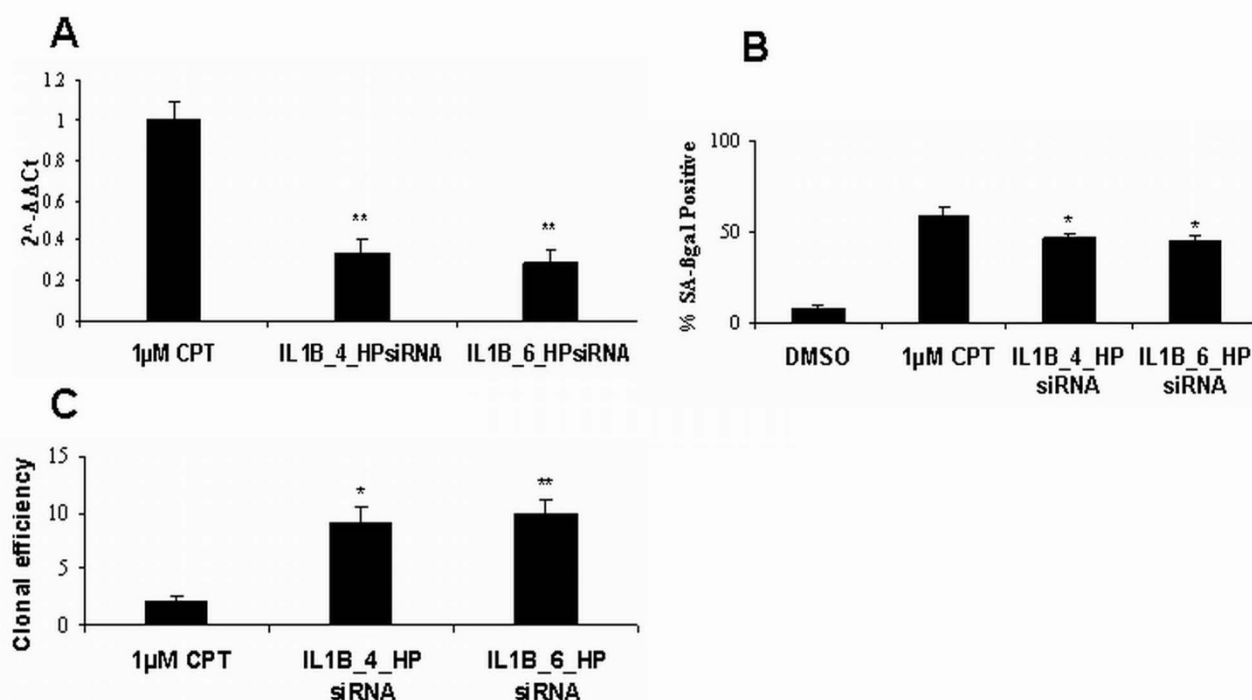 A
1.2
1
0.8
0.6
0.4
0.2
0
2^-ΔΔCt
**
**
1μM CPT IL1B_4_HPsiRNA IL1B_6_HPsiRNA
B
100
50
0
% SA-βgal Positive
*
*
DMSO 1μM CPT IL1B_4_HP IL1B_6_HP
siRNA siRNA
C
15
10
5
0
Clonal efficiency
*
**
1μM CPT IL1B_4_HP IL1B_6_HP
siRNA siRNA